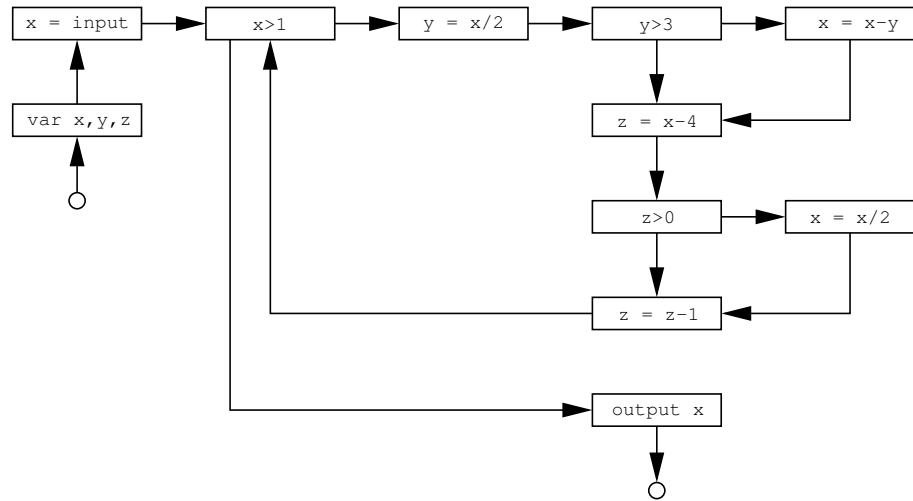 x = input
x>1
y = x/2
y>3
x = x-y
var x,y,z
z = x-4
z>0
x = x/2
z = z-1
output x